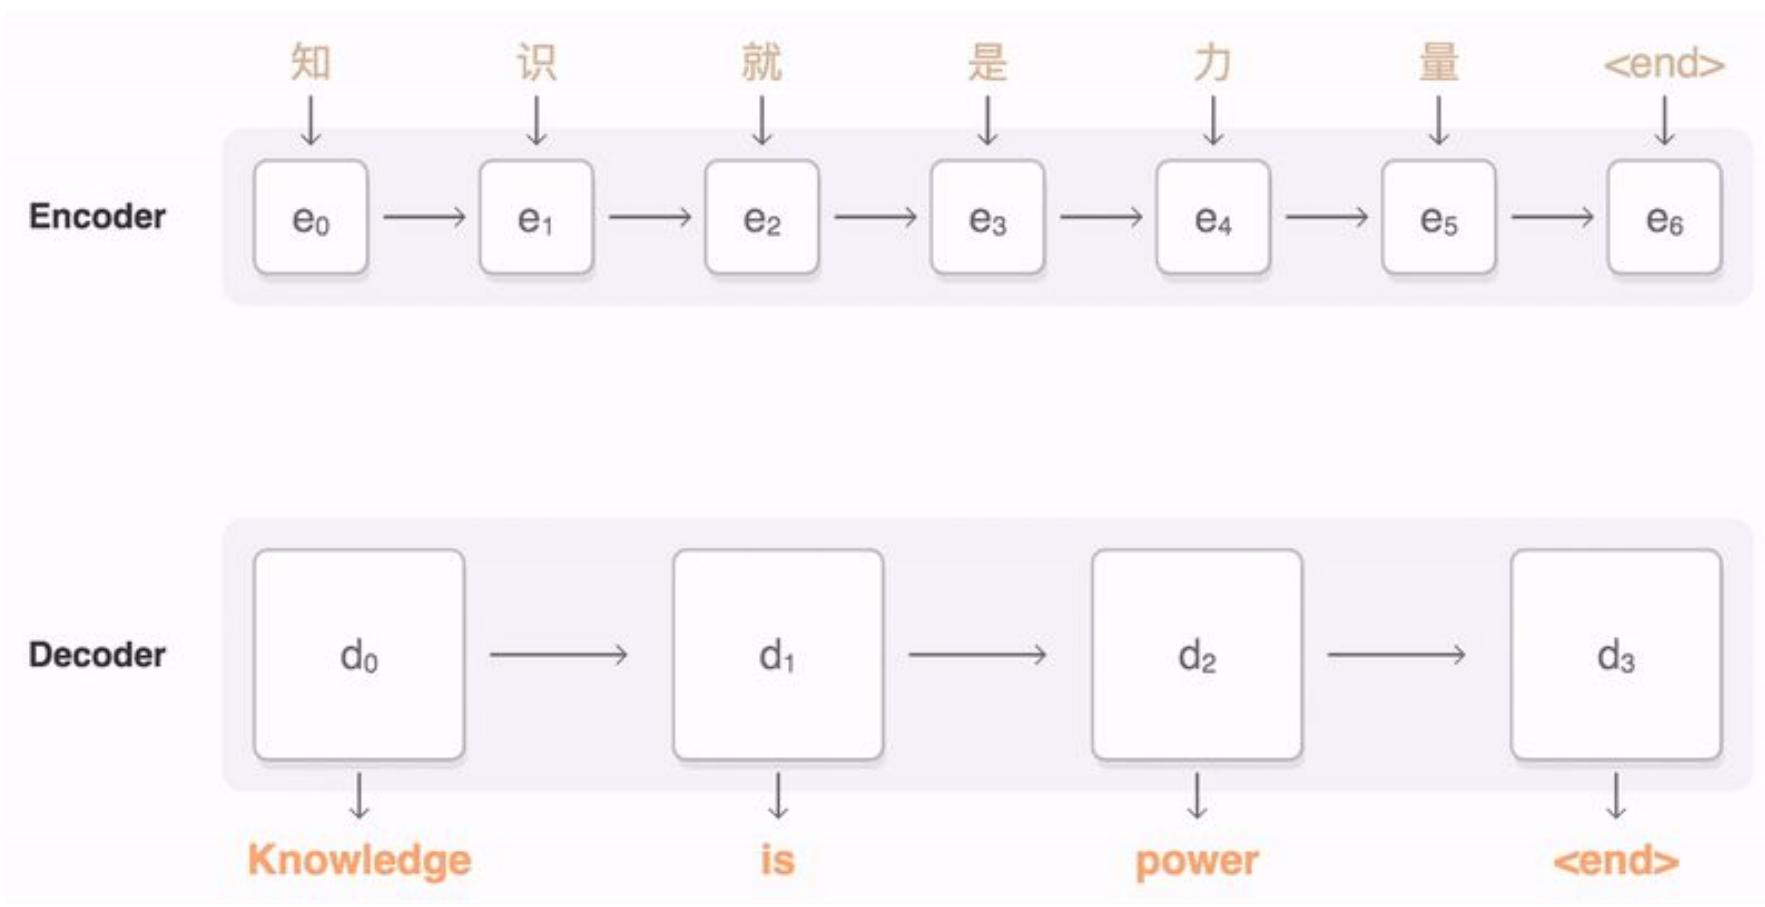 知 识 就 是 力 量 <end>
Encoder e₀ e₁ e₂ e₃ e₄ e₅ e₆
Decoder d₀ d₁ d₂ d₃
Knowledge is power <end>